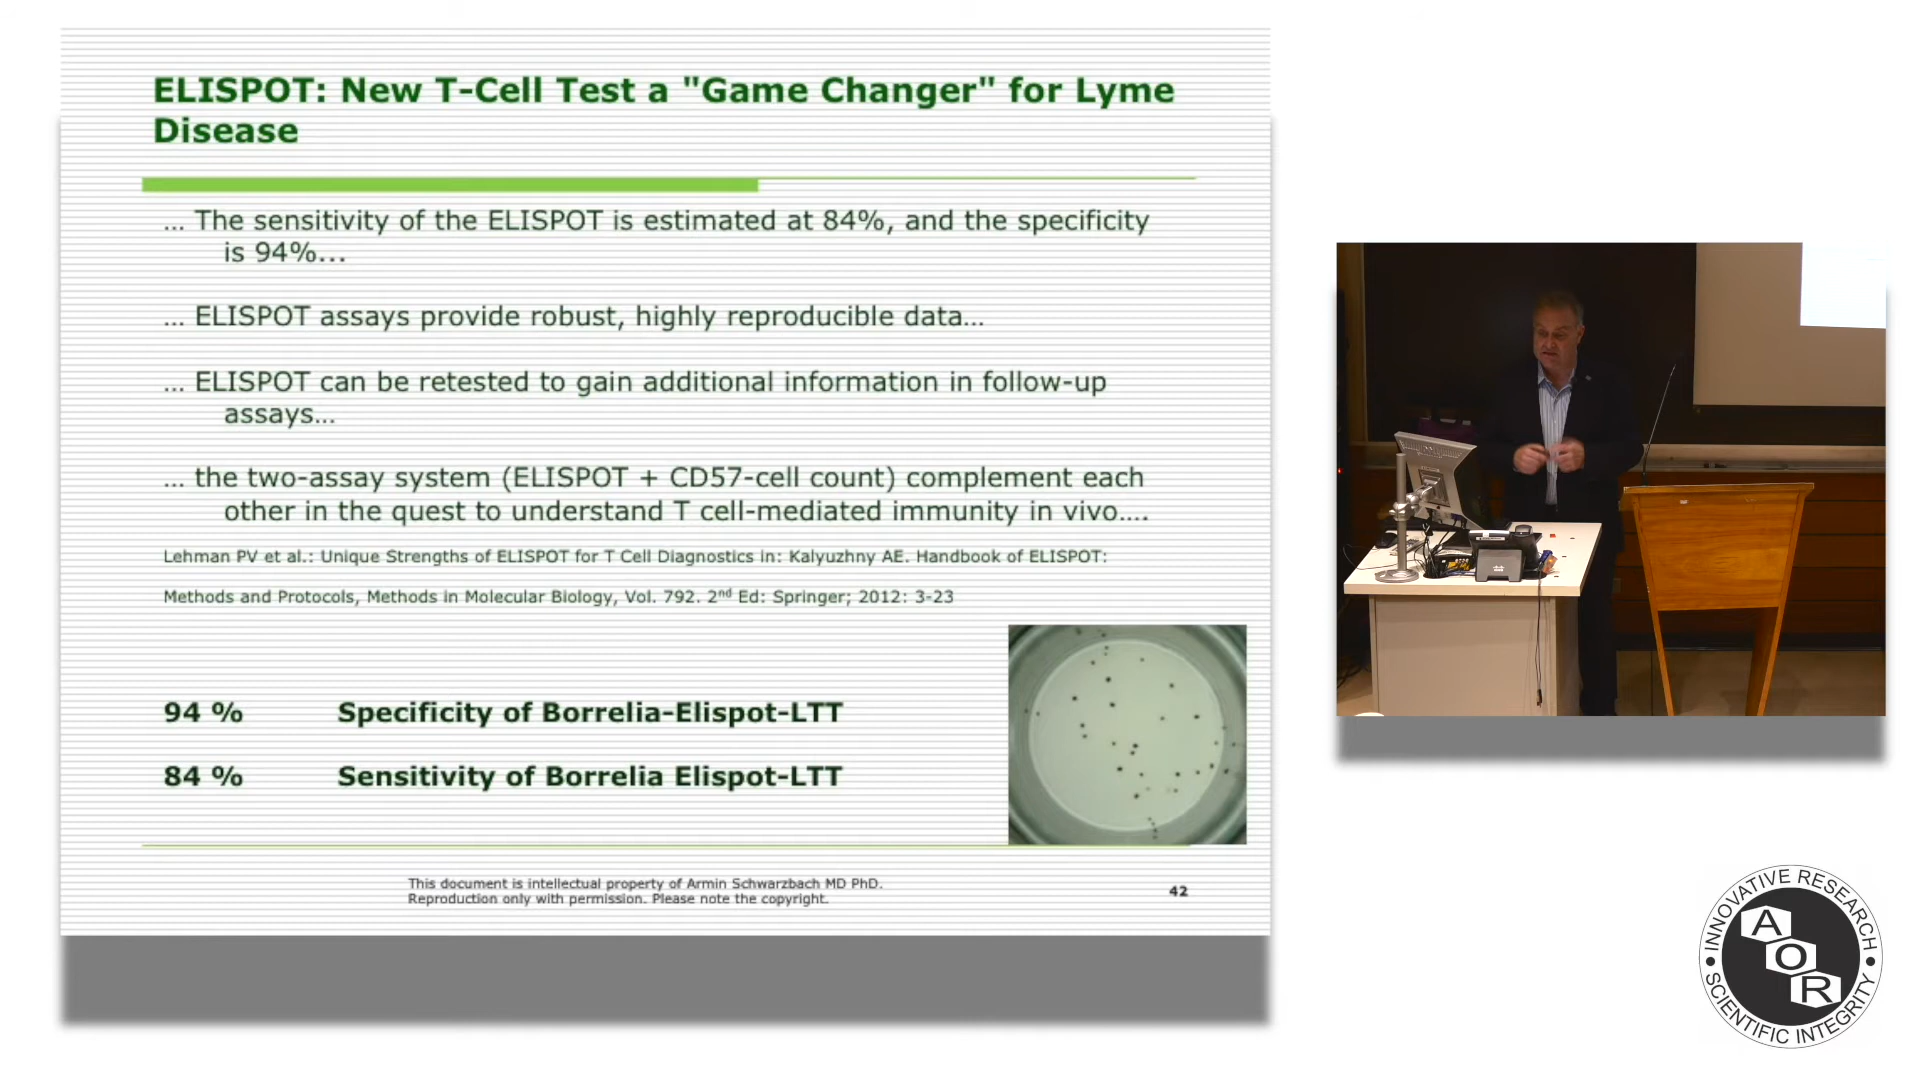 ELISPOT: New T-Cell Test a "Game Changer" for Lyme
Disease
... The sensitivity of the ELISPOT is estimated at 84%, and the specificity
is 94%...
... ELISPOT assays provide robust, highly reproducible data...
... ELISPOT can be retested to gain additional information in follow-up
assays...
... the two-assay system (ELISPOT + CD57-cell count) complement each
other in the quest to understand T cell-mediated immunity in vivo....
Lehman PV et al.: Unique Strengths of ELISPOT for T Cell Diagnostics in: Kalyuzhny AE. Handbook of ELISPOT:
Methods and Protocols, Methods in Molecular Biology, Vol. 792. 2nd Ed: Springer; 2012: 3-23
94 % Specificity of Borrelia-Elispot-LTT
84 % Sensitivity of Borrelia Elispot-LTT
This document is intellectual property of Armin Schwarzbach MD PhD.
Reproduction only with permission. Please note the copyright.
42
INNOVATIVE RESEARCH
AOR
SCIENTIFIC INTEGRITY